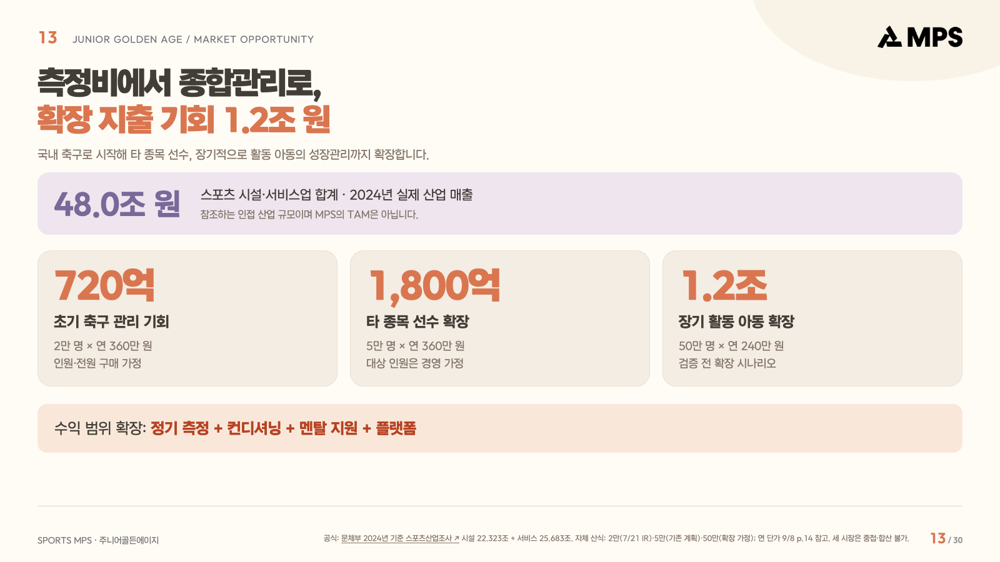 13 JUNIOR GOLDEN AGE / MARKET OPPORTUNITY
MPS
측정비에서 종합관리로,
확장 지출 기회 1.2조 원
국내 축구로 시작해 타 종목 선수, 장기적으로 활동 아동의 성장관리까지 확장합니다.
48.0조 원
스포츠 시설·서비스업 합계 · 2024년 실제 산업 매출
참조하는 인접 산업 규모이며 MPS의 TAM은 아닙니다.
720억
초기 축구 관리 기회
2만 명 × 연 360만 원
인원·전원 구매 가정
1,800억
타 종목 선수 확장
5만 명 × 연 360만 원
대상 인원은 경영 가정
1.2조
장기 활동 아동 확장
50만 명 × 연 240만 원
검증 전 확장 시나리오
수익 범위 확장: 정기 측정 + 컨디셔닝 + 멘탈 지원 + 플랫폼
SPORTS MPS · 주니어골든에이지
공식: 문체부 2024년 기준 스포츠산업조사 ↗ 시설 22.323조 + 서비스 25.683조. 자체 산식: 2만(7/21 IR)·5만(기존 계획)·50만(확장 가정); 연 단가 9/8 p.14 참고. 세 시장은 중첩·합산 불가.
13 / 30